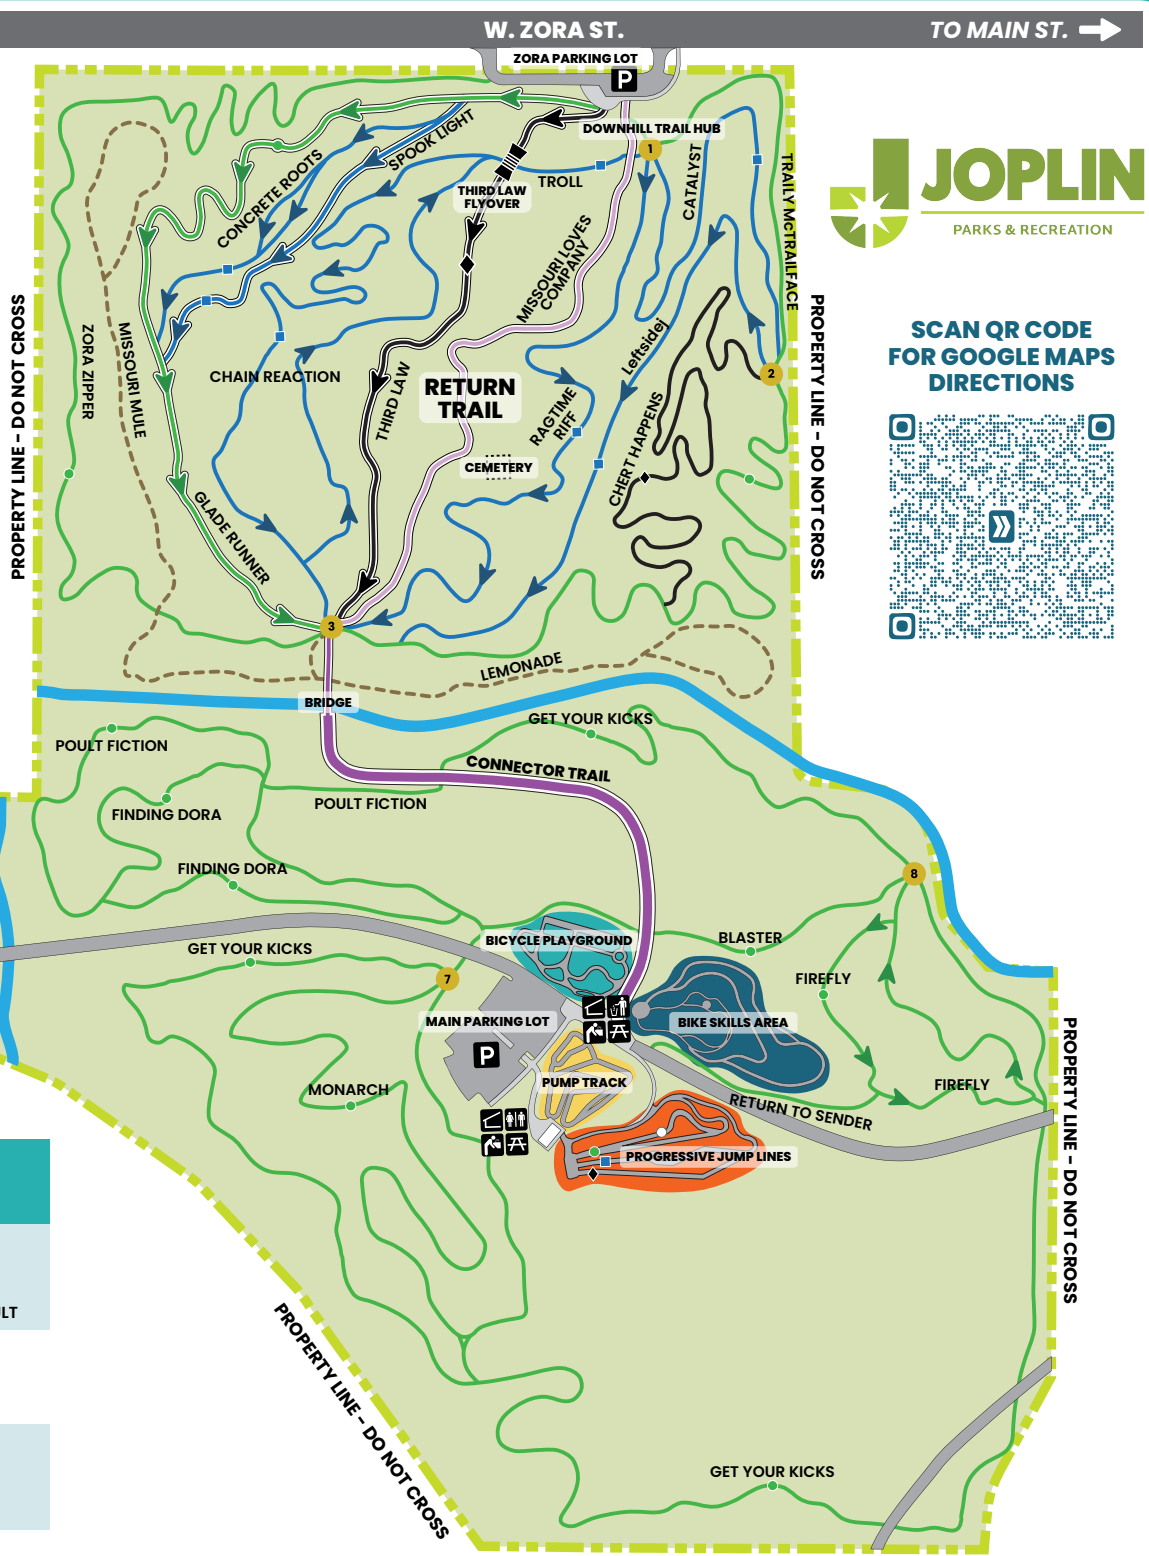 W. ZORA ST.
TO MAIN ST.
ZORA PARKING LOT
P
DOWNHILL TRAIL HUB
1
SPOOK LIGHT
CONCRETE ROOTS
TROLL
THIRD LAW
FLYOVER
CATALYST
TRAILY McTRAILFACE
MISSOURI LOVES
COMPANY
JOPLIN
PARKS & RECREATION
PROPERTY LINE - DO NOT CROSS
ZORA ZIPPER
MISSOURI MULE
CHAIN REACTION
THIRD LAW
RETURN
TRAIL
Leftsidej
2
RAGTIME
RIFF
CHERT HAPPENS
CEMETERY
GLADE RUNNER
PROPERTY LINE - DO NOT CROSS
SCAN QR CODE
FOR GOOGLE MAPS
DIRECTIONS
3
LEMONADE
BRIDGE
GET YOUR KICKS
POULT FICTION
CONNECTOR TRAIL
POULT FICTION
FINDING DORA
FINDING DORA
8
BICYCLE PLAYGROUND
BLASTER
GET YOUR KICKS
7
FIREFLY
MAIN PARKING LOT
BIKE SKILLS AREA
P
PUMP TRACK
MONARCH
FIREFLY
RETURN TO SENDER
PROGRESSIVE JUMP LINES
PROPERTY LINE - DO NOT CROSS
LT
PROPERTY LINE - DO NOT CROSS
GET YOUR KICKS